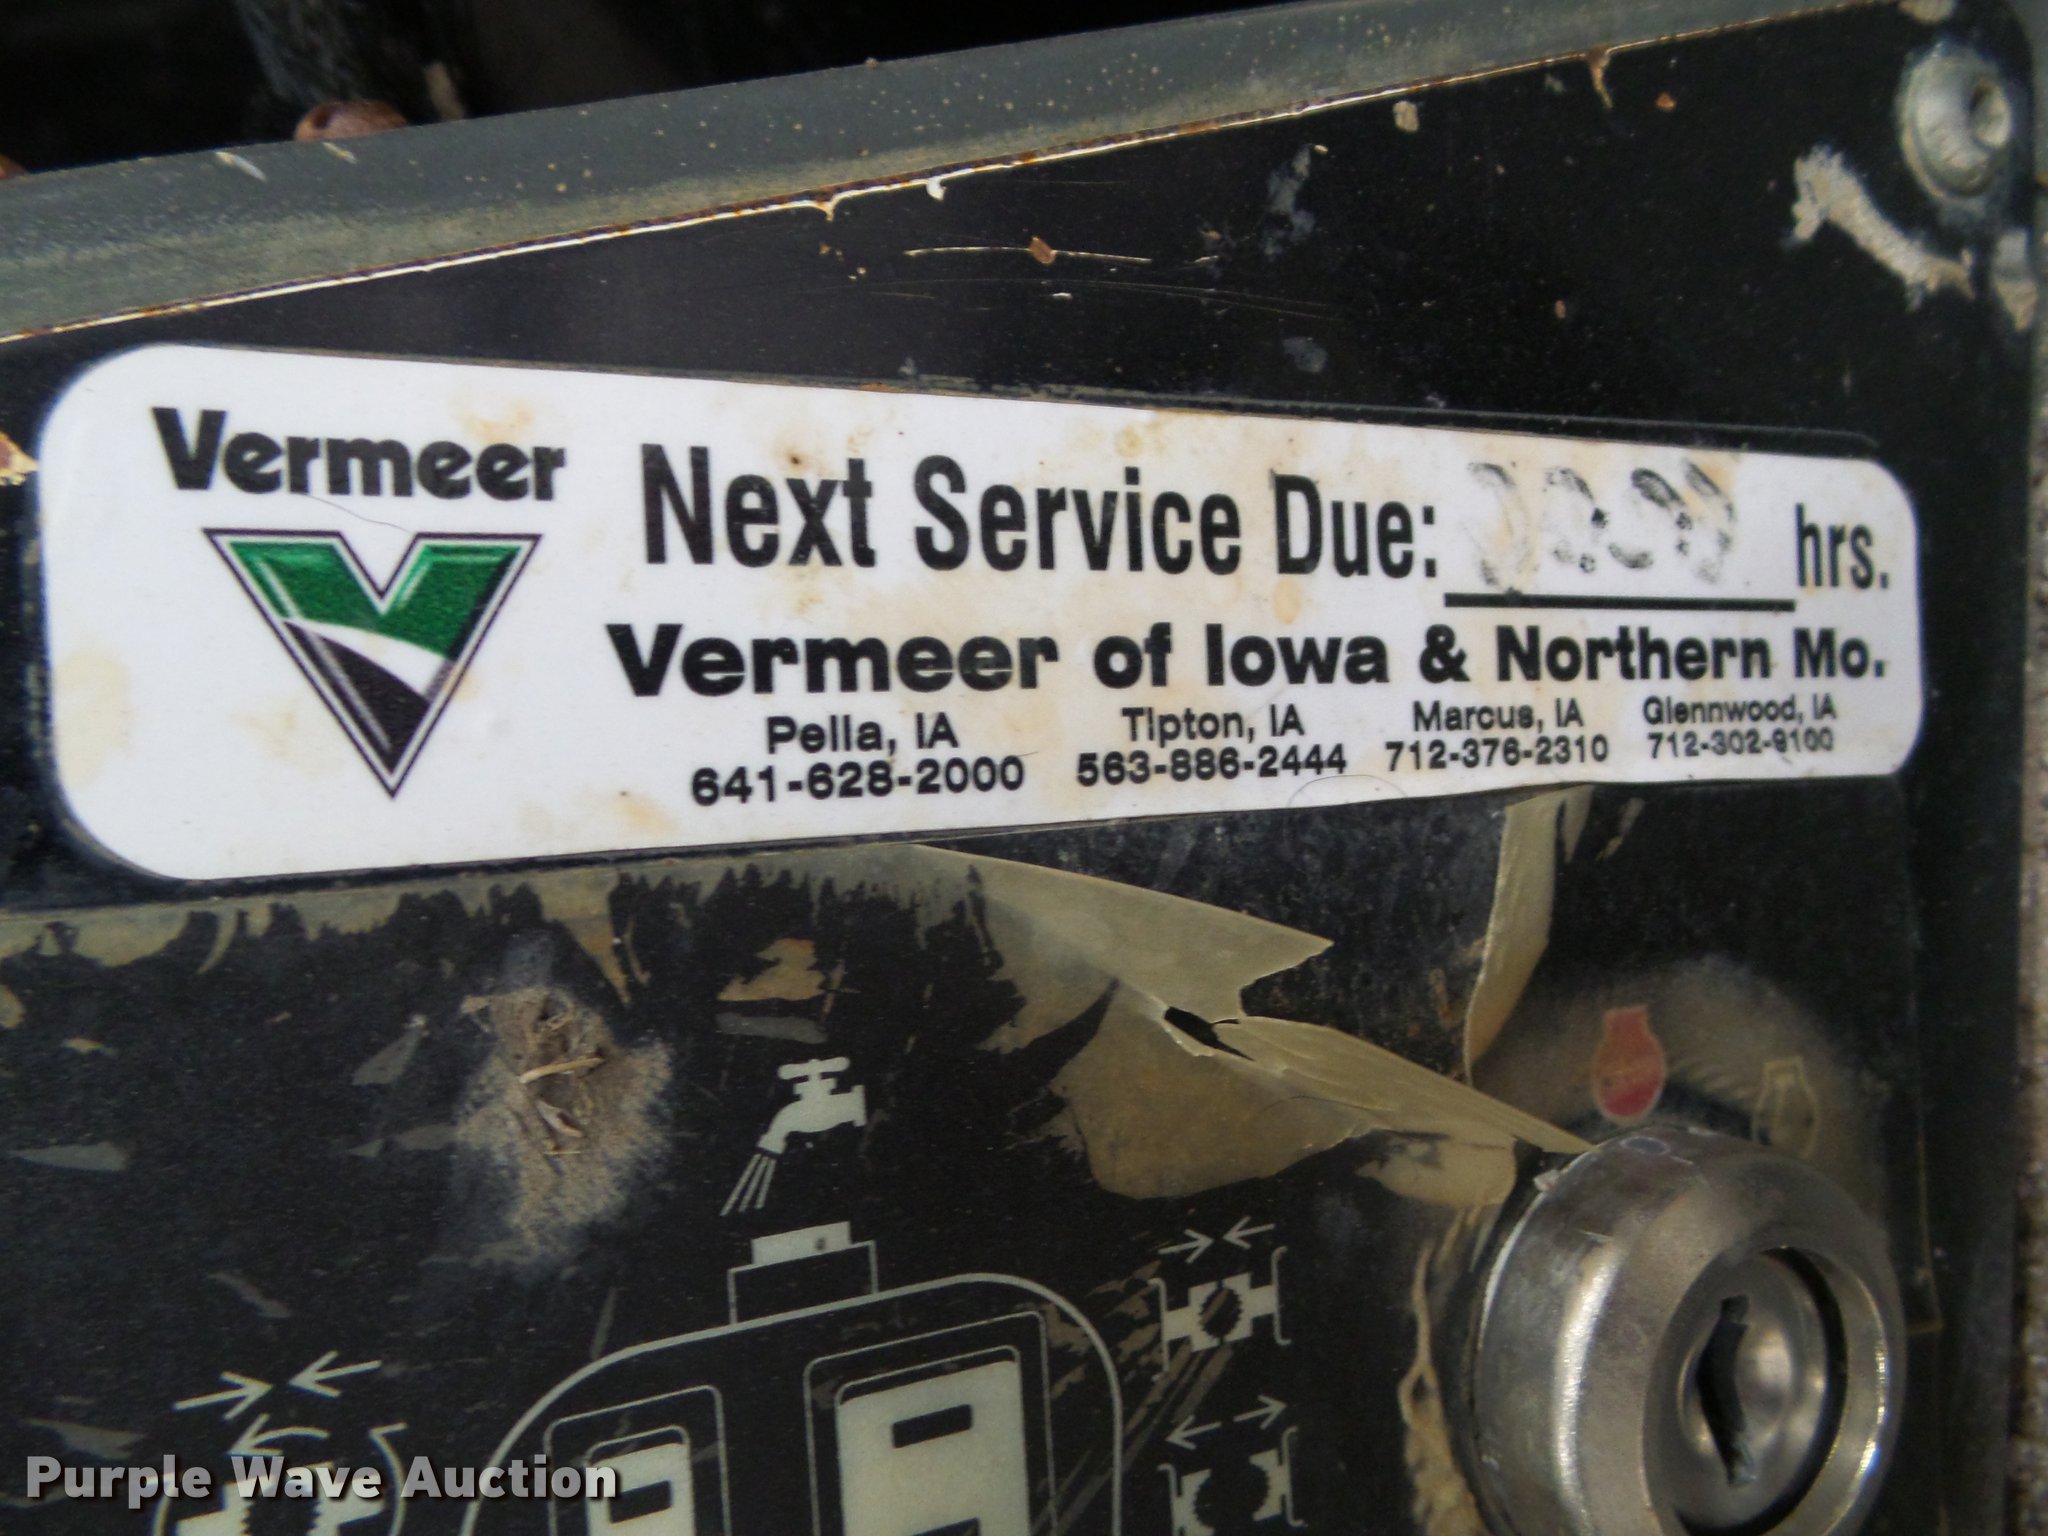 Vermeer
Next Service Due: hrs.
Vermeer of Iowa & Northern Mo.
Pella, IA Tipton, IA Marcus, IA Glennwood, IA
641-628-2000 563-886-2444 712-376-2310 712-302-9100
Purple Wave Auction